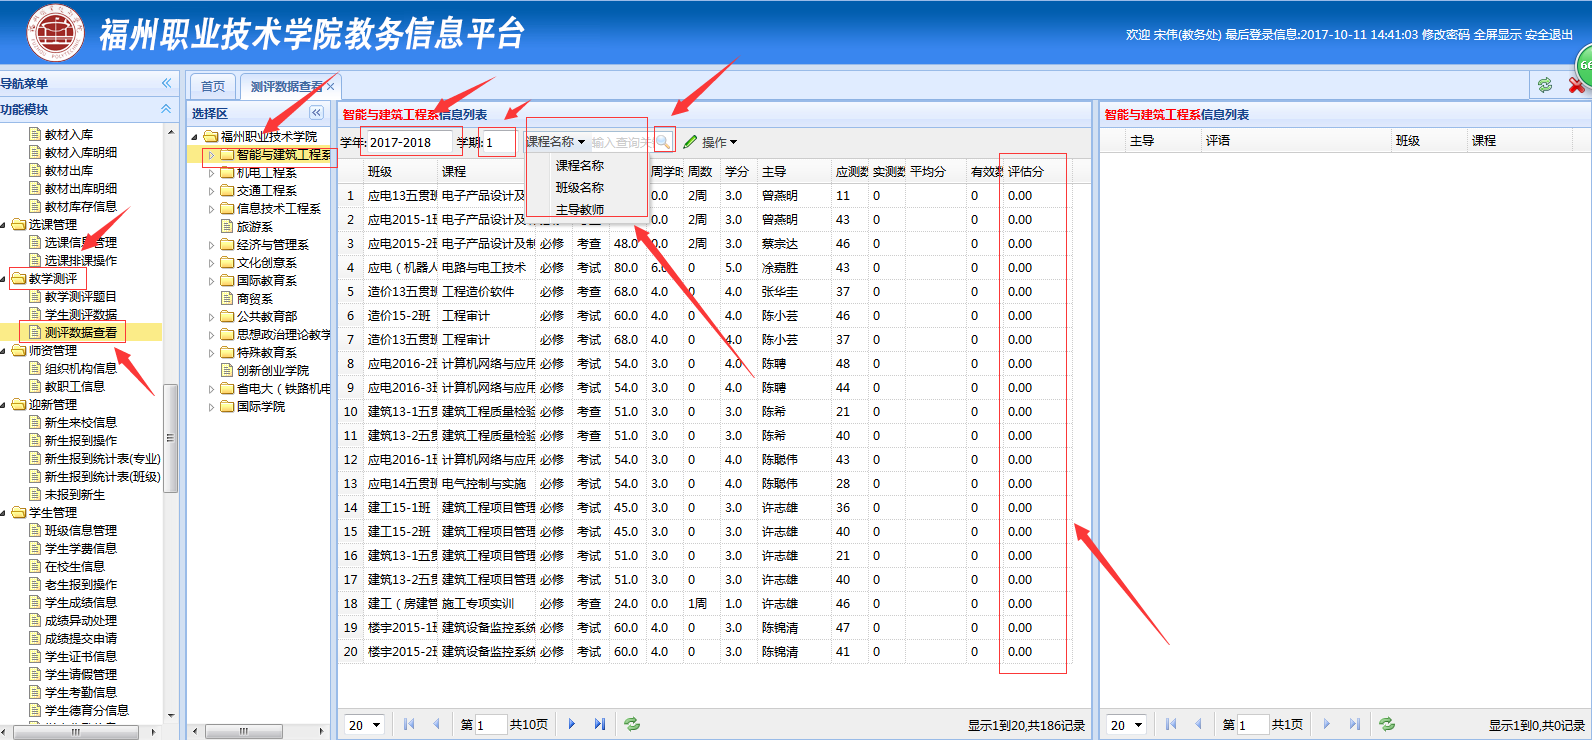 福州职业技术学院教务信息平台
欢迎 宋伟(教务处) 最后登录信息:2017-10-11 14:41:03 修改密码 全屏显示 安全退出
66
导航菜单
功能模块
教材入库
教材入库明细
教材出库
教材出库明细
教材库存信息
选课管理
选课信息管理
选课排课操作
教学测评
教学测评题目
学生测评数据
测评数据查看
师资管理
组织机构信息
教职工信息
迎新管理
新生来校信息
新生报到操作
新生报到统计表(专业)
新生报到统计表(班级)
未报到新生
学生管理
班级信息管理
学生学费信息
在校生信息
老生报到操作
学生成绩信息
成绩异动处理
成绩提交申请
学生证书信息
学生请假管理
学生考勤信息
学生德育分信息
首页 测评数据查看
选择区
福州职业技术学院
智能与建筑工程系
机电工程系
交通工程系
信息技术工程系
旅游系
经济与管理系
文化创意系
国际教育系
商贸系
公共教育部
思想政治理论教学
特殊教育系
创新创业学院
省电大（铁路机电
国际学院
智能与建筑工程系信息列表
学年: 2017-2018 学期: 1 课程名称 输入查询关 操作
课程名称
班级名称
主导教师
班级 课程 周学时 周数 学分 主导 应测数 实测数 平均分 有效数 评估分
1 应电13五贯班 电子产品设计及 0.0 2周 3.0 曾燕明 11 0 0 0.00
2 应电2015-1班 电子产品设计及 0.0 2周 3.0 曾燕明 43 0 0 0.00
3 应电2015-2班 电子产品设计及制 必修 考查 48.0 0.0 2周 3.0 蔡宗达 46 0 0 0.00
4 应电（机器人 电路与电工技术 必修 考试 80.0 6.0 0 5.0 凃嘉胜 43 0 0 0.00
5 造价13五贯班 工程造价软件 必修 考查 68.0 4.0 0 4.0 张华圭 37 0 0 0.00
6 造价15-2班 工程审计 必修 考试 60.0 4.0 0 4.0 陈小芸 46 0 0 0.00
7 造价13五贯班 工程审计 必修 考试 68.0 4.0 0 4.0 陈小芸 37 0 0 0.00
8 应电2016-2班 计算机网络与应用 必修 考试 54.0 3.0 0 4.0 陈聘 48 0 0 0.00
9 应电2016-3班 计算机网络与应用 必修 考试 54.0 3.0 0 4.0 陈聘 44 0 0 0.00
10 建筑13-1五贯 建筑工程质量检验 必修 考查 51.0 3.0 0 3.0 陈希 21 0 0 0.00
11 建筑13-2五贯 建筑工程质量检验 必修 考查 51.0 3.0 0 3.0 陈希 40 0 0 0.00
12 应电2016-1班 计算机网络与应用 必修 考试 54.0 3.0 0 4.0 陈聪伟 43 0 0 0.00
13 应电14五贯班 电气控制与实施 必修 考试 54.0 3.0 0 4.0 陈聪伟 28 0 0 0.00
14 建工15-1班 建筑工程项目管理 必修 考试 45.0 3.0 0 3.0 许志雄 36 0 0 0.00
15 建工15-2班 建筑工程项目管理 必修 考试 45.0 3.0 0 3.0 许志雄 40 0 0 0.00
16 建筑13-1五贯 建筑工程项目管理 必修 考试 51.0 3.0 0 3.0 许志雄 21 0 0 0.00
17 建筑13-2五贯 建筑工程项目管理 必修 考试 51.0 3.0 0 3.0 许志雄 40 0 0 0.00
18 建工（房建管 施工专项实训 必修 考查 24.0 0.0 1周 1.0 许志雄 46 0 0 0.00
19 楼宇2015-1班 建筑设备监控系统 必修 考试 60.0 4.0 0 3.0 陈锦清 47 0 0 0.00
20 楼宇2015-2班 建筑设备监控系统 必修 考试 60.0 4.0 0 3.0 陈锦清 41 0 0 0.00
20 第 1 共10页 显示1到20,共186记录
智能与建筑工程系信息列表
主导 评语 班级 课程
20 第 1 共1页 显示1到0,共0记录